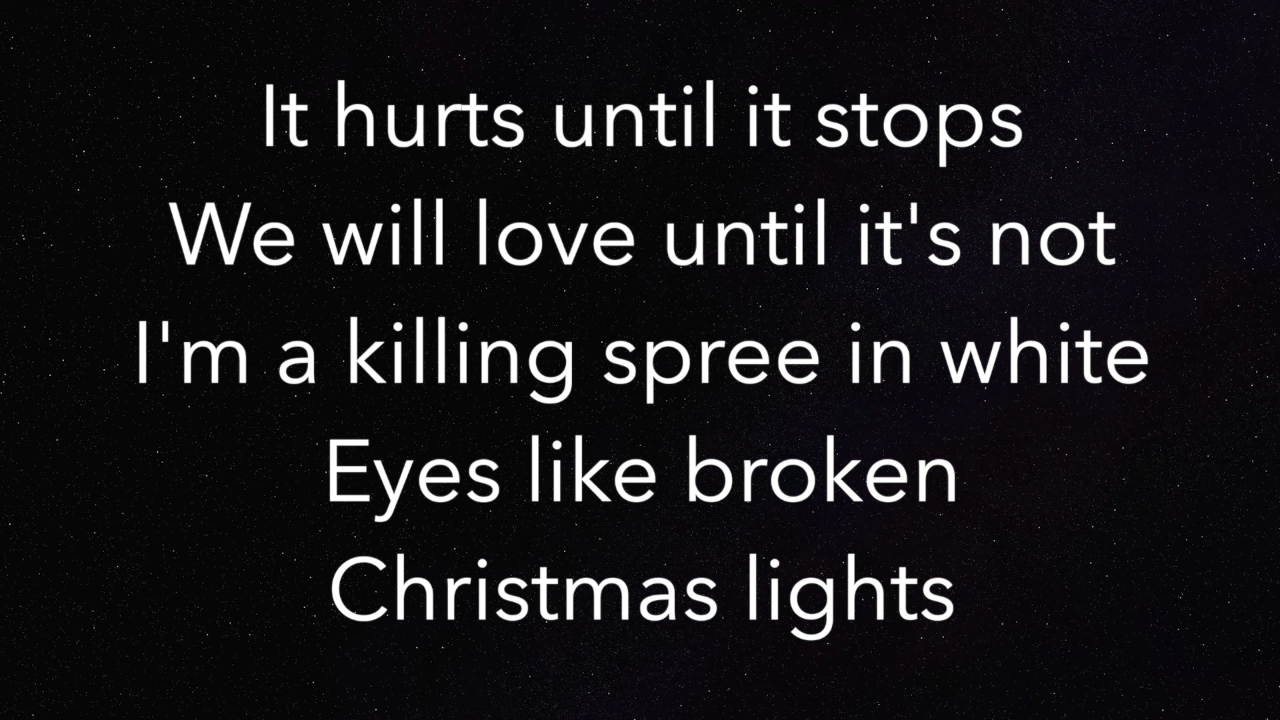 It hurts until it stops
We will love until it's not
I'm a killing spree in white
Eyes like broken
Christmas lights